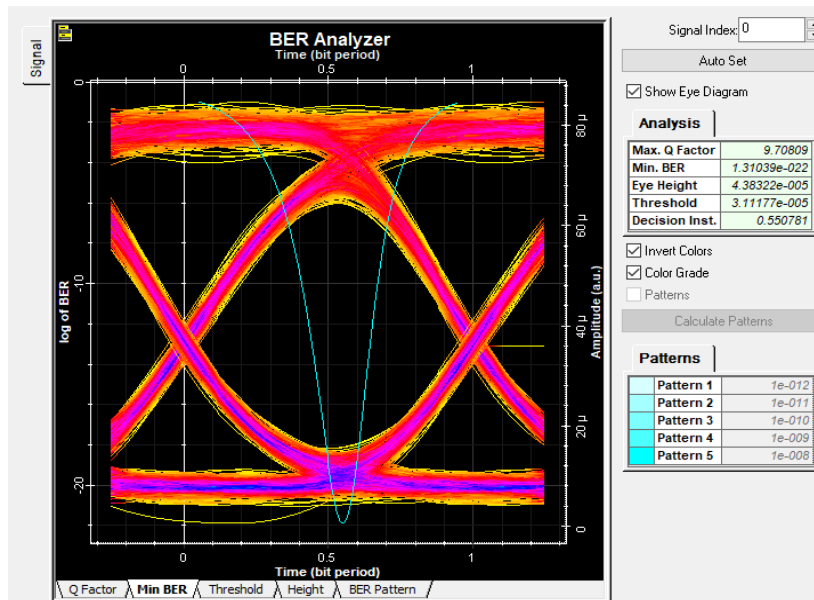 Signal
BER Analyzer
Time (bit period)
0 0.5 1
0
-10
-20
log of BER
80 µ
60 µ
40 µ
20 µ
0
Amplitude (a.u.)
0 0.5 1
Time (bit period)
Q Factor Min BER Threshold Height BER Pattern
Signal Index: 0
Auto Set
Show Eye Diagram
Analysis
Max. Q Factor 9.70809
Min. BER 1.31039e-022
Eye Height 4.38322e-005
Threshold 3.11177e-005
Decision Inst. 0.550781
Invert Colors
Color Grade
Patterns
Calculate Patterns
Patterns
Pattern 1 1e-012
Pattern 2 1e-011
Pattern 3 1e-010
Pattern 4 1e-009
Pattern 5 1e-008